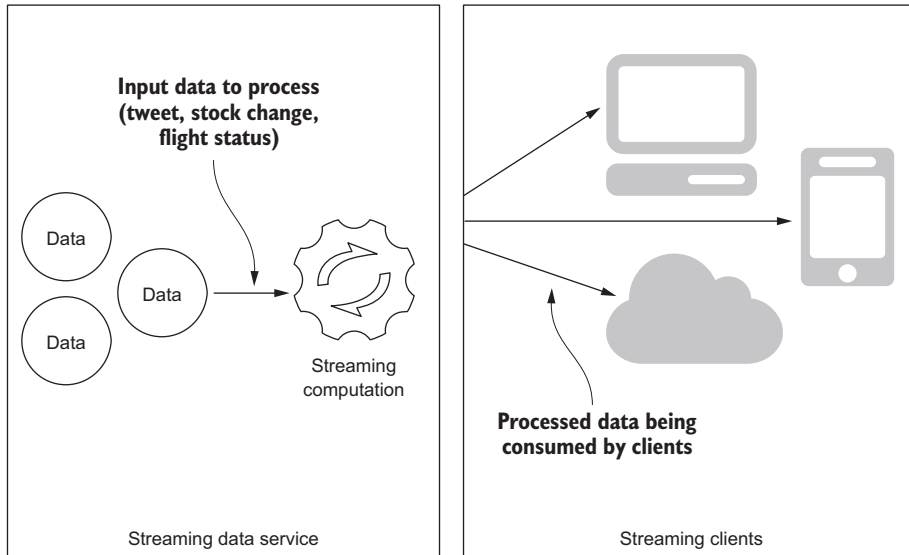 Input data to process
(tweet, stock change,
flight status)
Data
Data
Data
Streaming
computation
Streaming data service
Processed data being
consumed by clients
Streaming clients